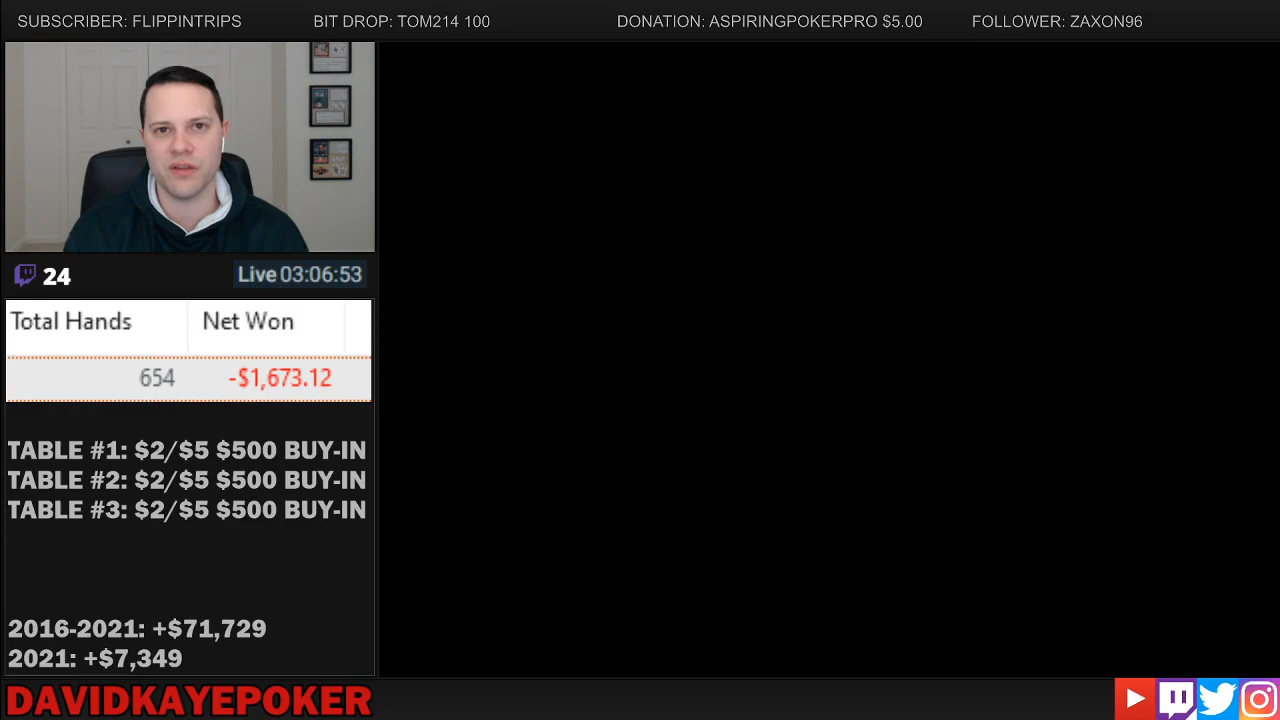 SUBSCRIBER: FLIPPINTRIPS BIT DROP: TOM214 100 DONATION: ASPIRINGPOKERPRO $5.00 FOLLOWER: ZAXON96
24 Live 03:06:53
Total Hands Net Won
654 -$1,673.12
TABLE #1: $2/$5 $500 BUY-IN
TABLE #2: $2/$5 $500 BUY-IN
TABLE #3: $2/$5 $500 BUY-IN
2016-2021: +$71,729
2021: +$7,349
DAVIDKAYEPOKER